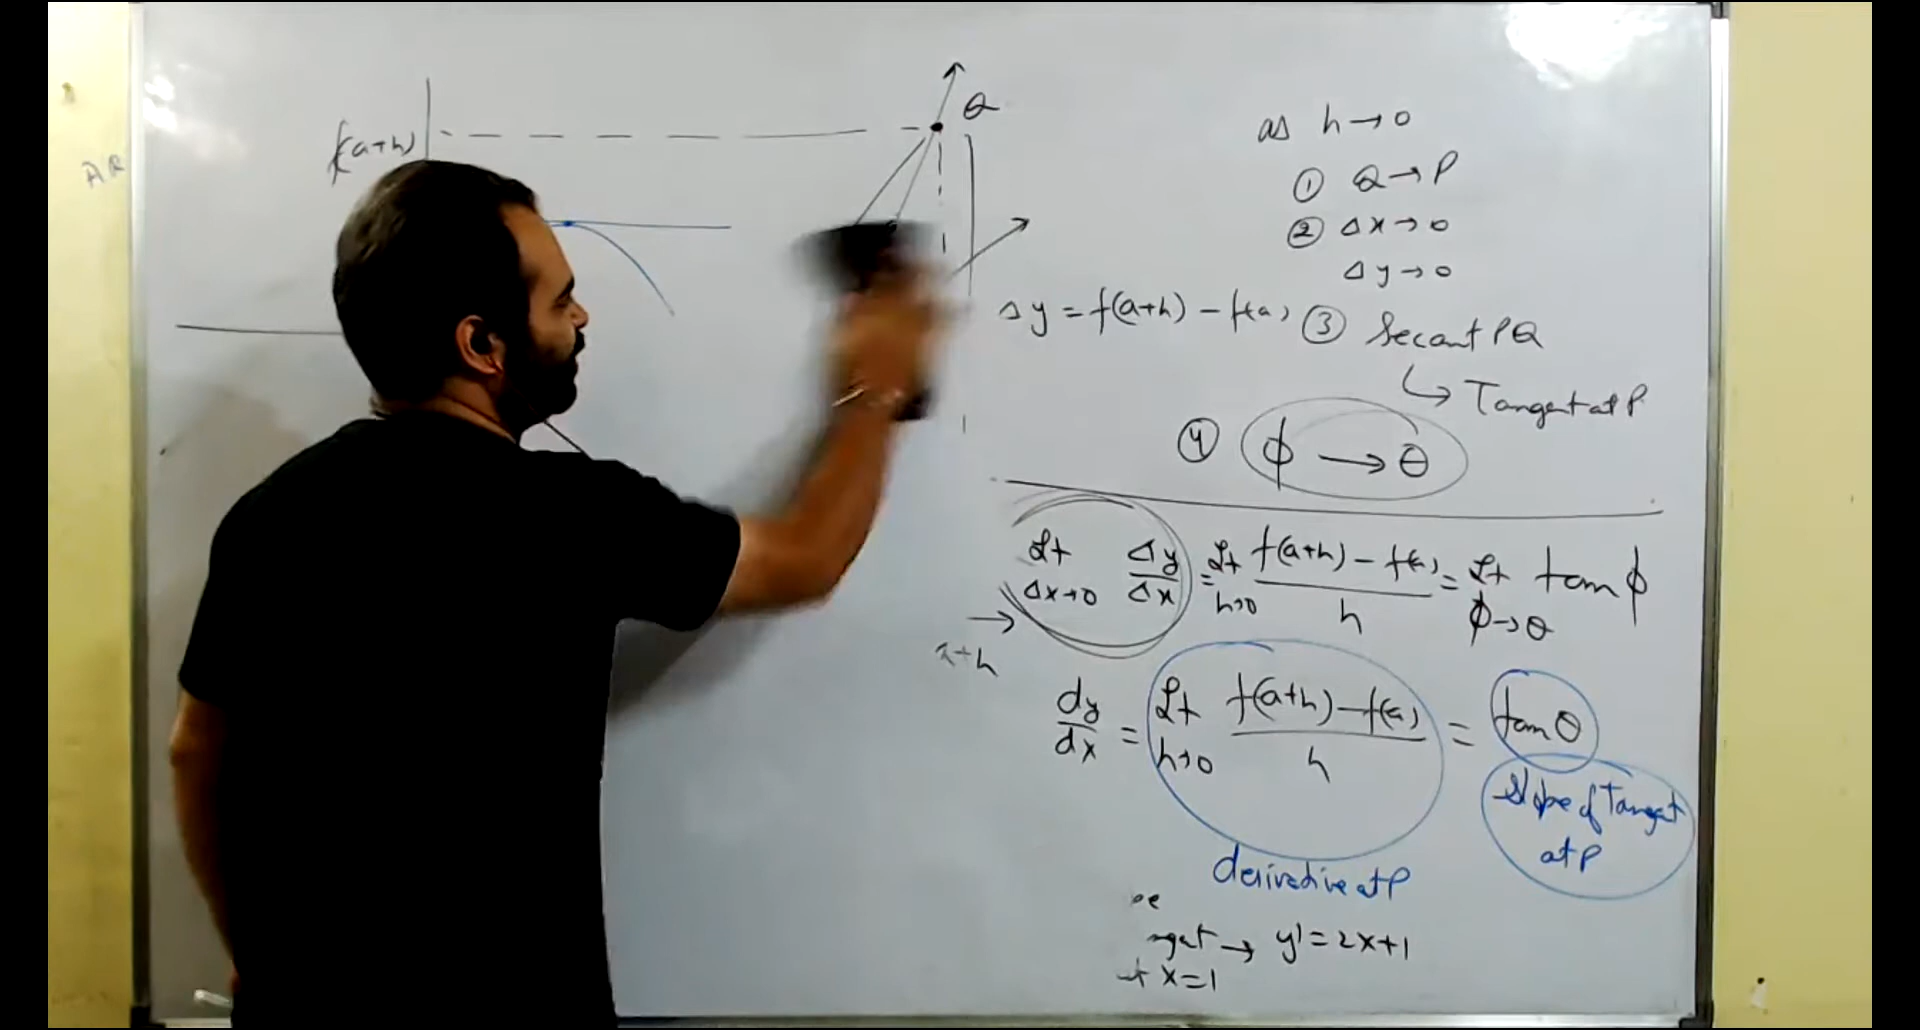 f(a+h)
Q
as h→0
① Q→P
② Δx→0
Δy→0
Δy = f(a+h) - f(a)
③ Secant PQ
↳ Tangent at P
④ ϕ → θ
Lt Δx→0 Δy/Δx = Lt h→0 (f(a+h) - f(a))/h = Lt ϕ→θ tan ϕ
→
x+h
dy/dx = Lt h→0 (f(a+h) - f(a))/h = tan θ
Slope of Tangat
at P
derivative at P
→ y' = 2x+1
x=1